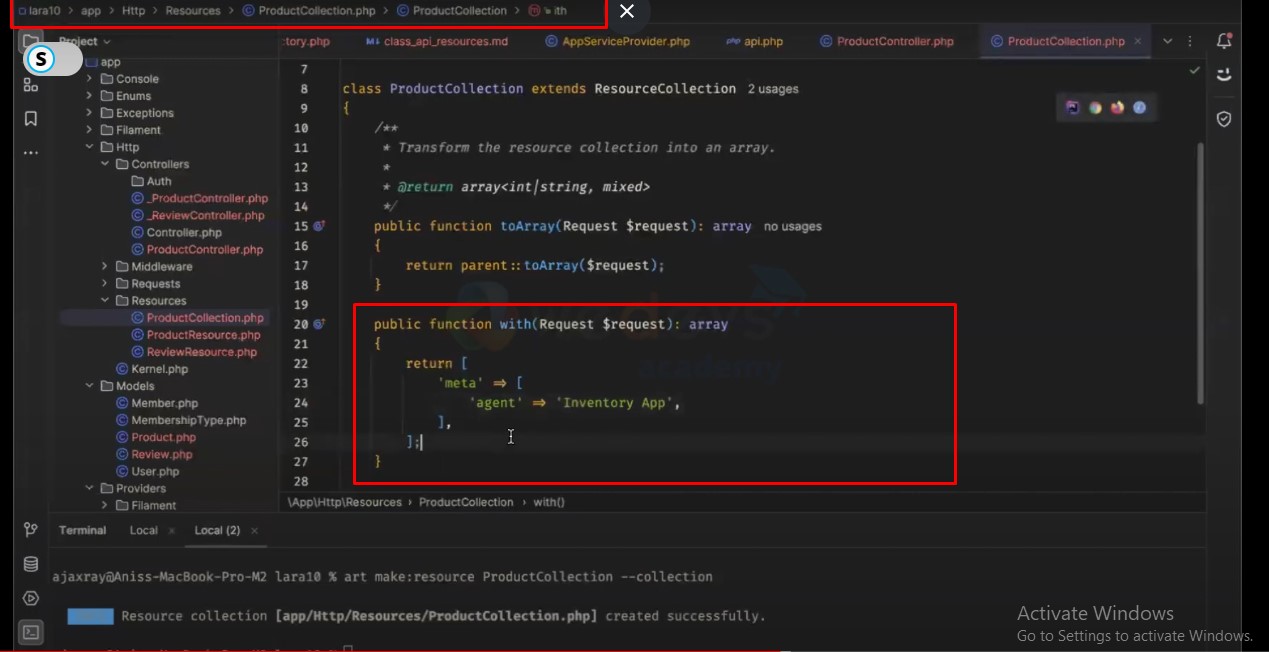 lara10 > app > Http > Resources > ProductCollection.php > ProductCollection > with
Project
:tory.php class_api_resources.md AppServiceProvider.php api.php ProductController.php ProductCollection.php
S
app
Console
Enums
Exceptions
Filament
Http
Controllers
Auth
_ProductController.php
_ReviewController.php
Controller.php
ProductController.php
Middleware
Requests
Resources
ProductCollection.php
ProductResource.php
ReviewResource.php
Kernel.php
Models
Member.php
MembershipType.php
Product.php
Review.php
User.php
Providers
Filament
7
8 class ProductCollection extends ResourceCollection 2 usages
9 {
10 /**
11 * Transform the resource collection into an array.
12 *
13 * @return array<int|string, mixed>
14 */
15 public function toArray(Request $request): array no usages
16 {
17 return parent::toArray($request);
18 }
19
20 public function with(Request $request): array
21 {
22 return [
23 'meta' => [
24 'agent' => 'Inventory App',
25 ],
26 ];
27 }
28
academy
\App\Http\Resources > ProductCollection > with()
Terminal Local Local (2)
ajaxray@Aniss-MacBook-Pro-M2 lara10 % art make:resource ProductCollection --collection
Resource collection [app/Http/Resources/ProductCollection.php] created successfully.
Activate Windows
Go to Settings to activate Windows.